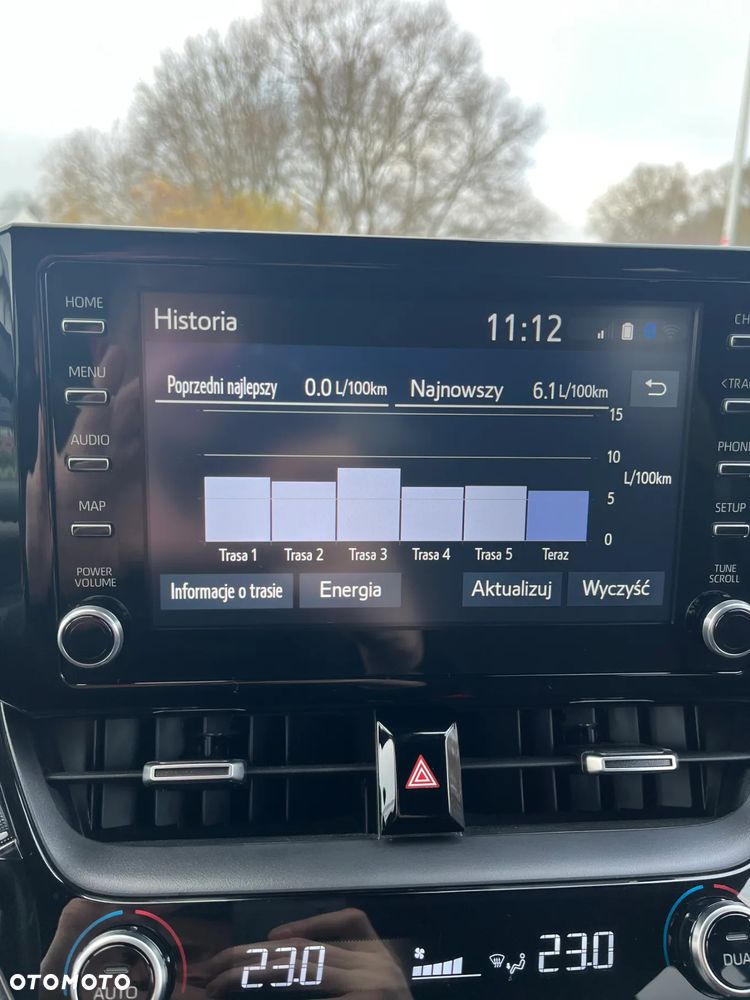 HOME
MENU
AUDIO
MAP
POWER
VOLUME
Historia 11:12
Poprzedni najlepszy 0.0 L/100km Najnowszy 6.1 L/100km
15
10
L/100km
5
0
Trasa 1 Trasa 2 Trasa 3 Trasa 4 Trasa 5 Teraz
Informacje o trasie Energia Aktualizuj Wyczyść
CH
<TRA
PHON
SETUP
TUNE
SCROLL
23.0 23.0
AUTO DUA
OTOMOTO